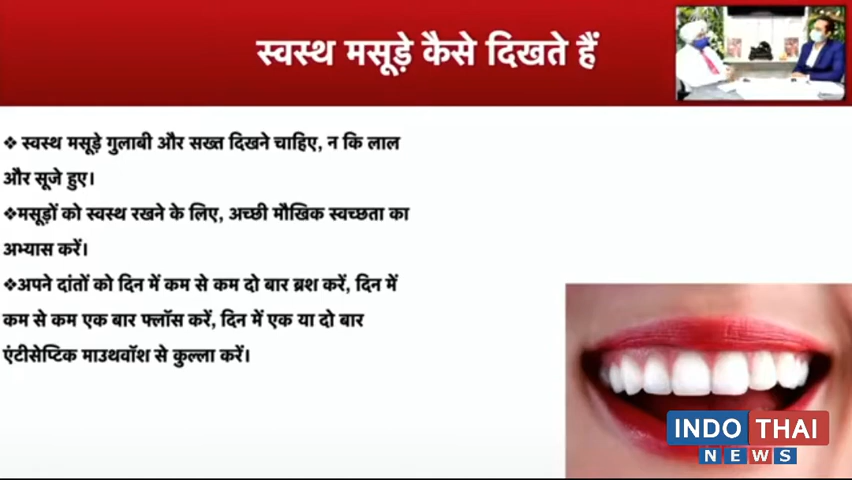 स्वस्थ मसूड़े कैसे दिखते हैं
❖ स्वस्थ मसूड़े गुलाबी और सख्त दिखने चाहिए, न कि लाल
और सूजे हुए।
❖मसूड़ों को स्वस्थ रखने के लिए, अच्छी मौखिक स्वच्छता का
अभ्यास करें।
❖अपने दांतों को दिन में कम से कम दो बार ब्रश करें, दिन में
कम से कम एक बार फ्लॉस करें, दिन में एक या दो बार
एंटीसेप्टिक माउथवॉश से कुल्ला करें।
INDO THAI
NEWS